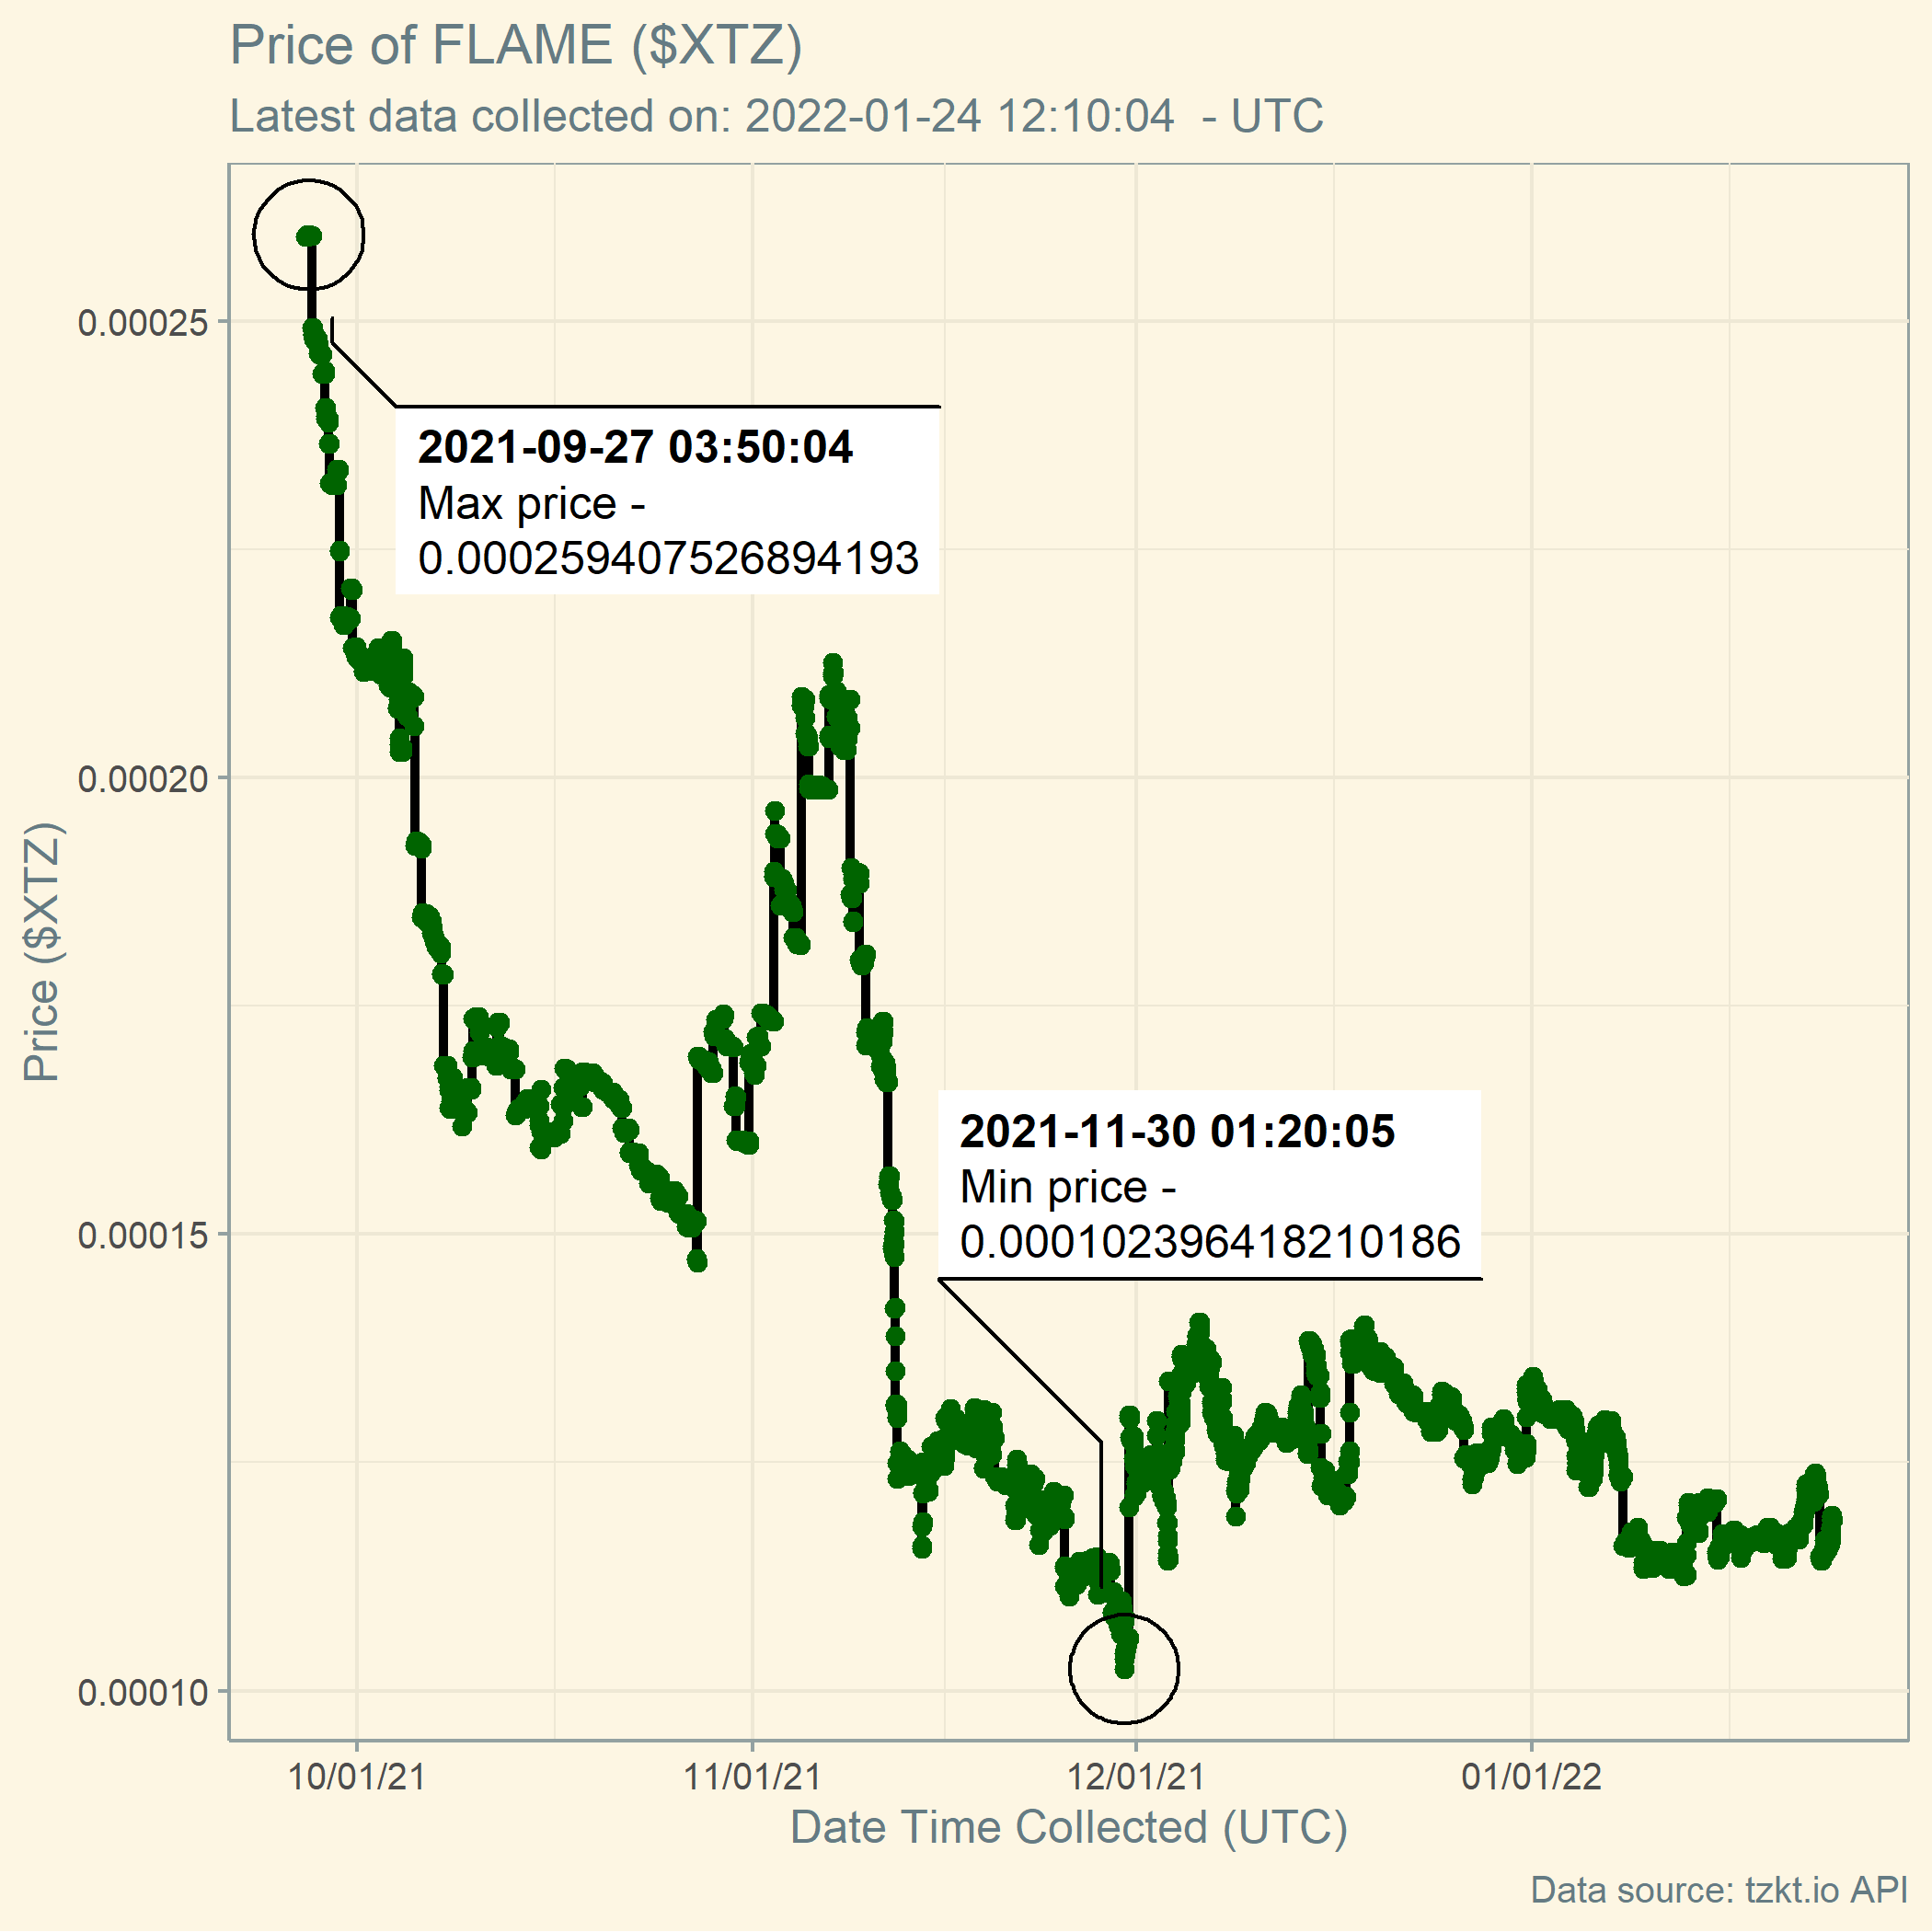 Price of FLAME ($XTZ)
Latest data collected on: 2022-01-24 12:10:04  - UTC
0.00025
2021-09-27 03:50:04
Max price -
0.000259407526894193
0.00020
Price ($XTZ)
2021-11-30 01:20:05
Min price -
0.000102396418210186
0.00015
0.00010
10/01/21
11/01/21
12/01/21
01/01/22
Date Time Collected (UTC)
Data source: tzkt.io API